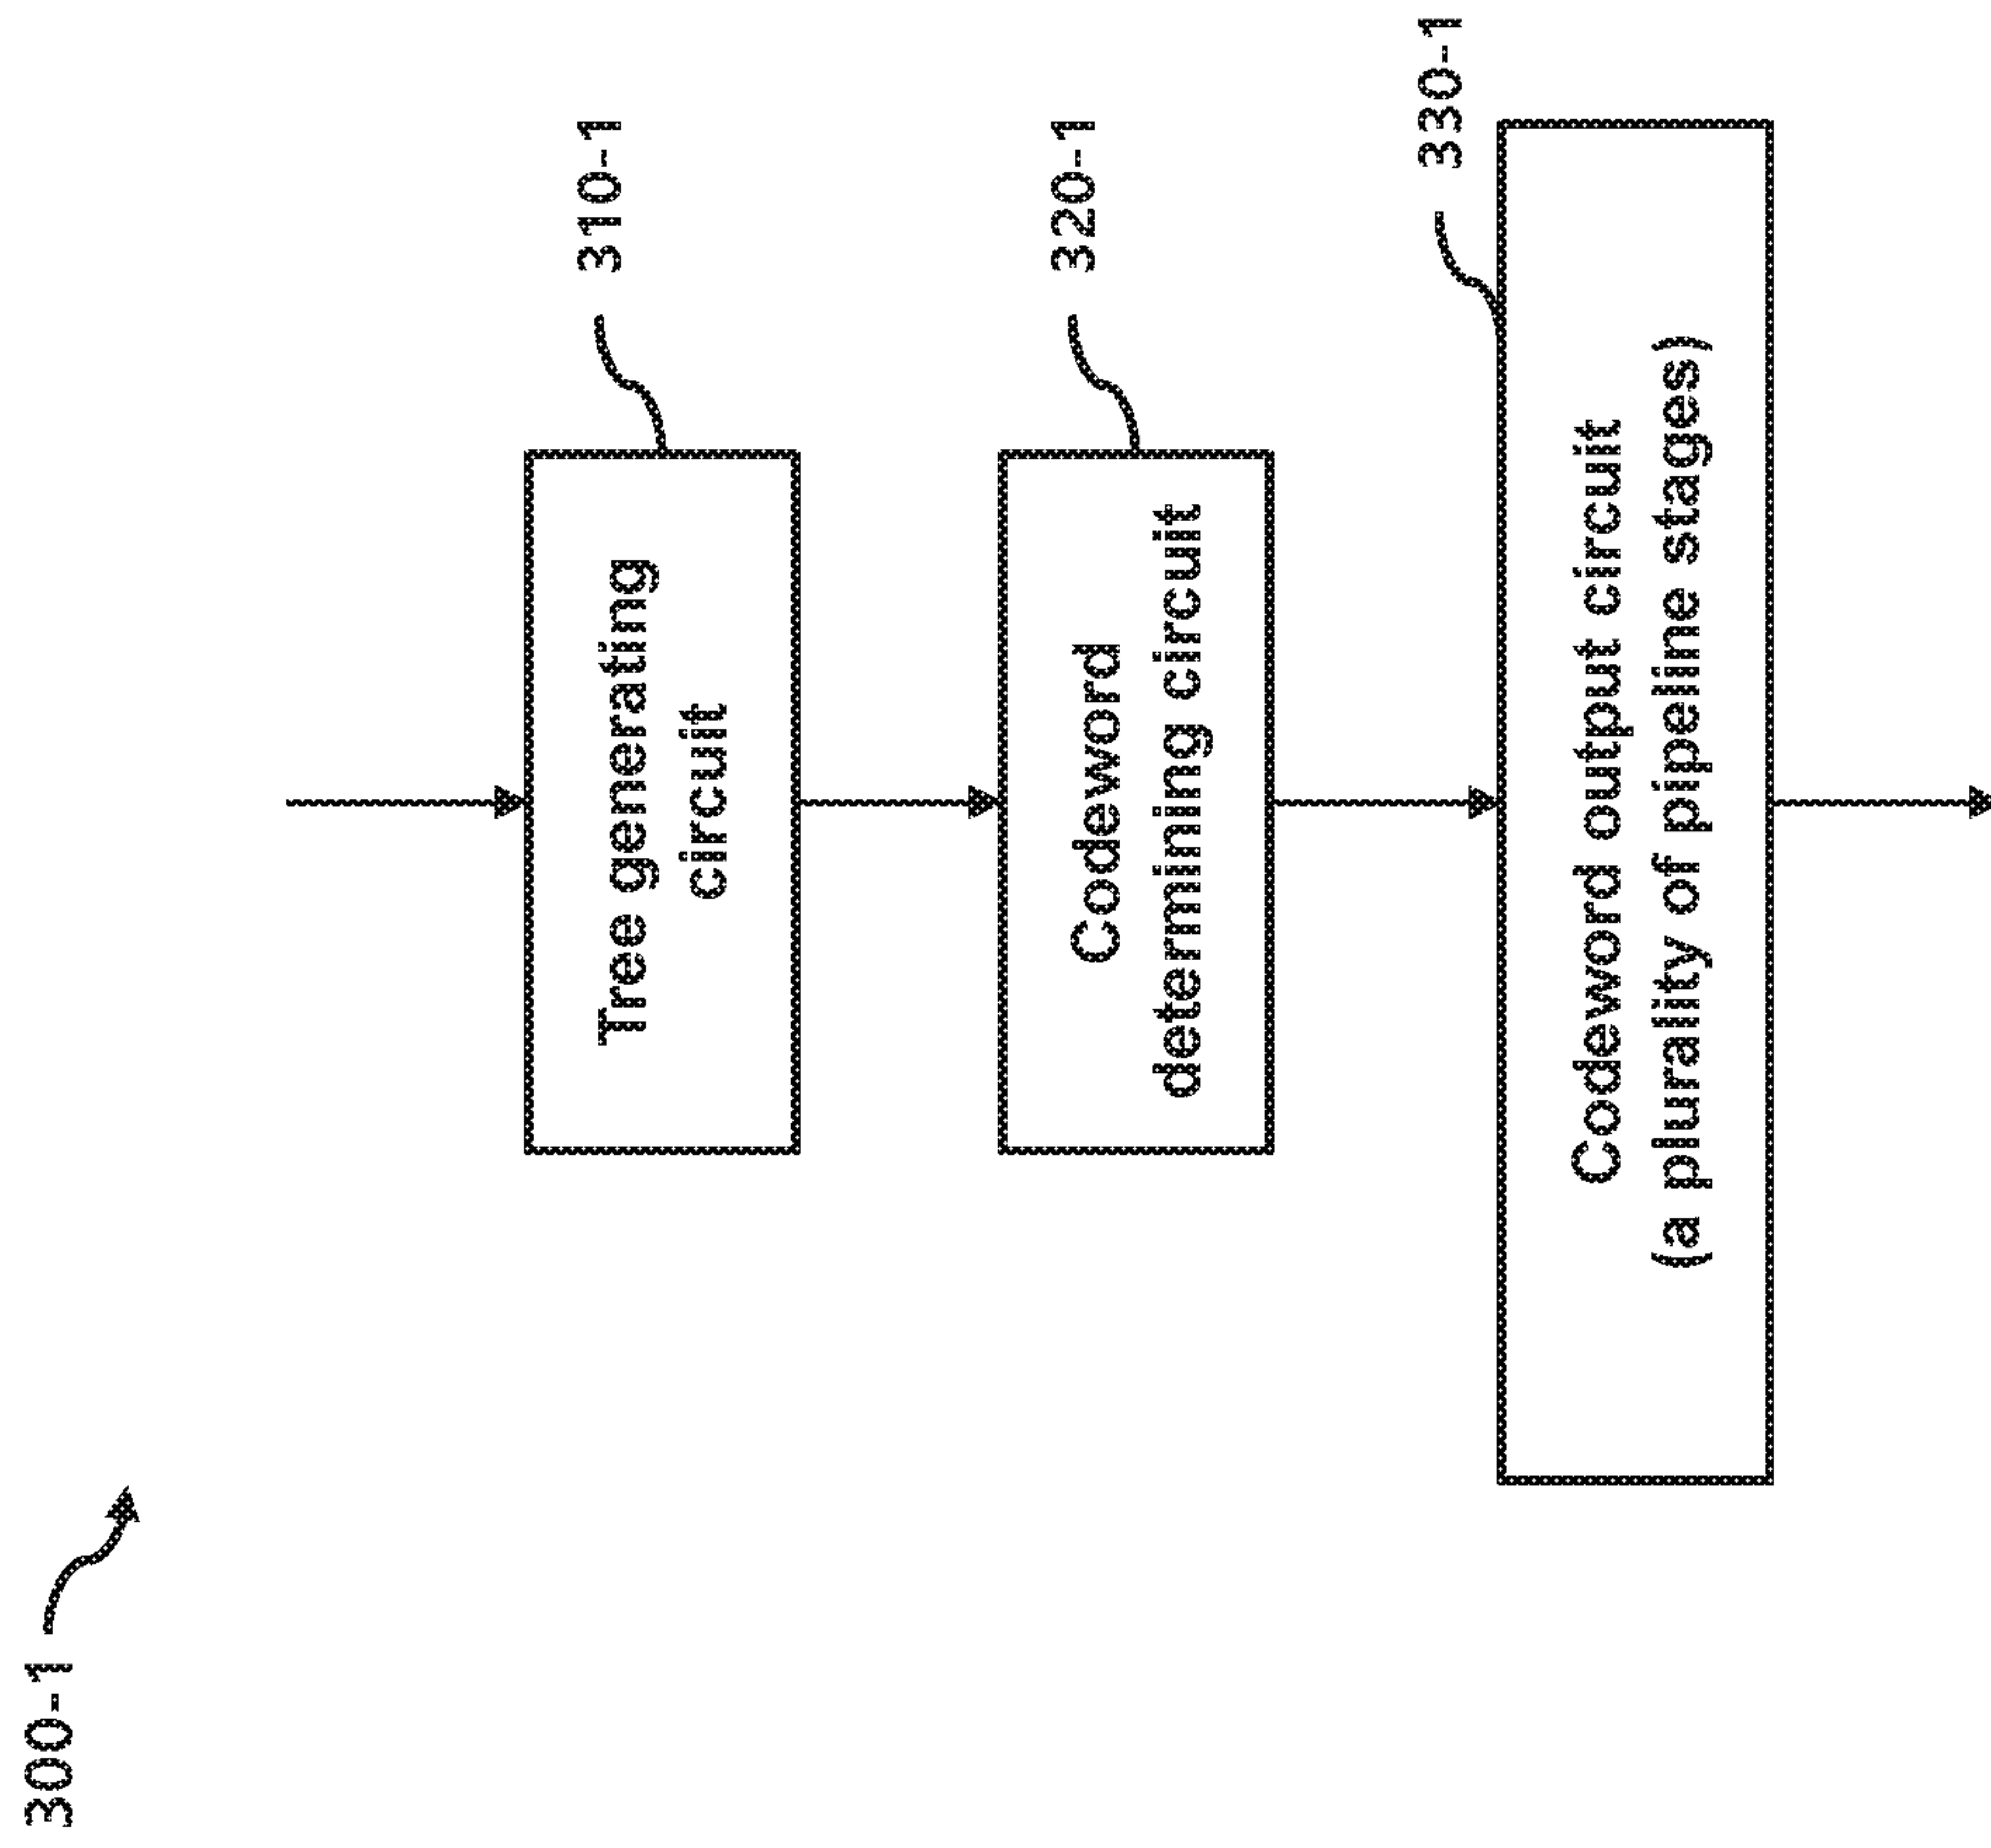 300-1
310-1
Tree generating
circuit
320-1
Codeword
determining circuit
330-1
Codeword output circuit
(a plurality of pipeline stages)